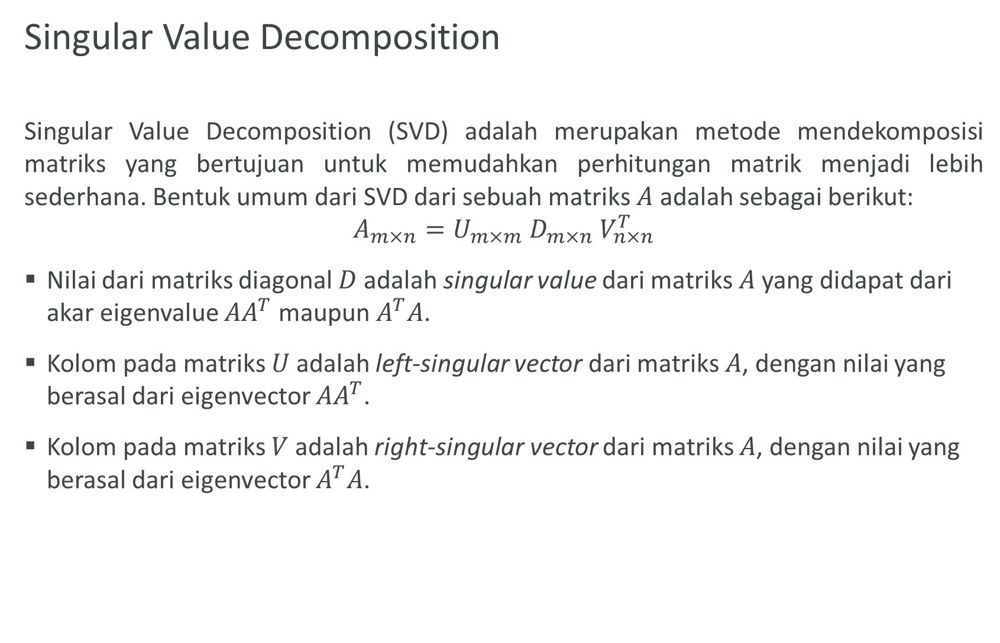 Singular Value Decomposition
Singular Value Decomposition (SVD) adalah merupakan metode mendekomposisi
matriks yang bertujuan untuk memudahkan perhitungan matrik menjadi lebih
sederhana. Bentuk umum dari SVD dari sebuah matriks A adalah sebagai berikut:
$A_{m \times n} = U_{m \times m} \, D_{m \times n} \, V_{n \times n}^{T}$
▪ Nilai dari matriks diagonal D adalah singular value dari matriks A yang didapat dari
akar eigenvalue $AA^T$ maupun $A^T A$.
▪ Kolom pada matriks U adalah left-singular vector dari matriks A, dengan nilai yang
berasal dari eigenvector $AA^T$.
▪ Kolom pada matriks V adalah right-singular vector dari matriks A, dengan nilai yang
berasal dari eigenvector $A^T A$.